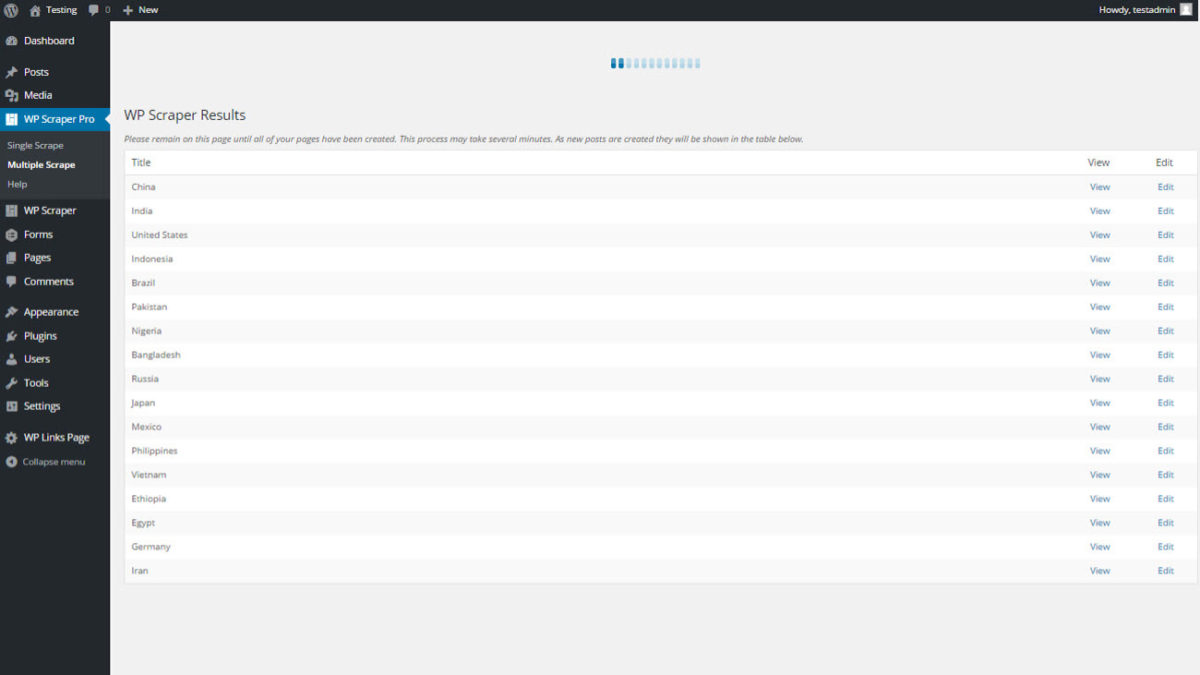 Testing 0 New Howdy, testadmin
Dashboard
Posts
Media
WP Scraper Pro
Single Scrape
Multiple Scrape
Help
WP Scraper
Forms
Pages
Comments
Appearance
Plugins
Users
Tools
Settings
WP Links Page
Collapse menu
WP Scraper Results
Please remain on this page until all of your pages have been created. This process may take several minutes. As new posts are created they will be shown in the table below.
Title View Edit
China View Edit
India View Edit
United States View Edit
Indonesia View Edit
Brazil View Edit
Pakistan View Edit
Nigeria View Edit
Bangladesh View Edit
Russia View Edit
Japan View Edit
Mexico View Edit
Philippines View Edit
Vietnam View Edit
Ethiopia View Edit
Egypt View Edit
Germany View Edit
Iran View Edit